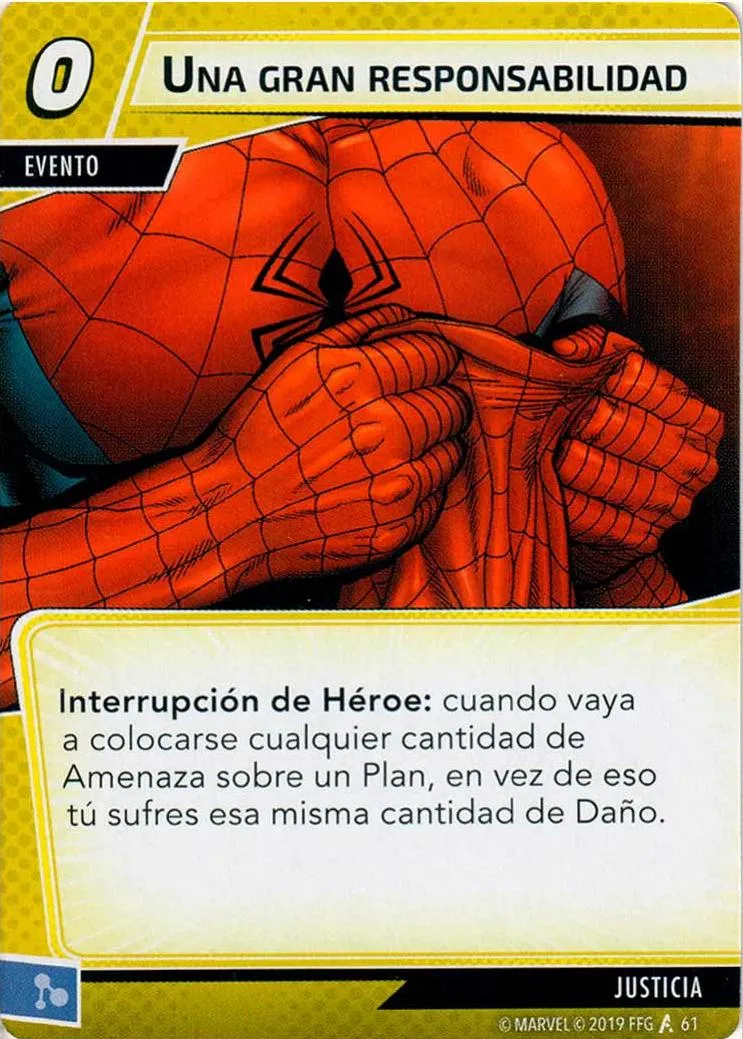 0
UNA GRAN RESPONSABILIDAD
EVENTO
Interrupción de Héroe: cuando vaya
a colocarse cualquier cantidad de
Amenaza sobre un Plan, en vez de eso
tú sufres esa misma cantidad de Daño.
JUSTICIA
© MARVEL © 2019 FFG 61